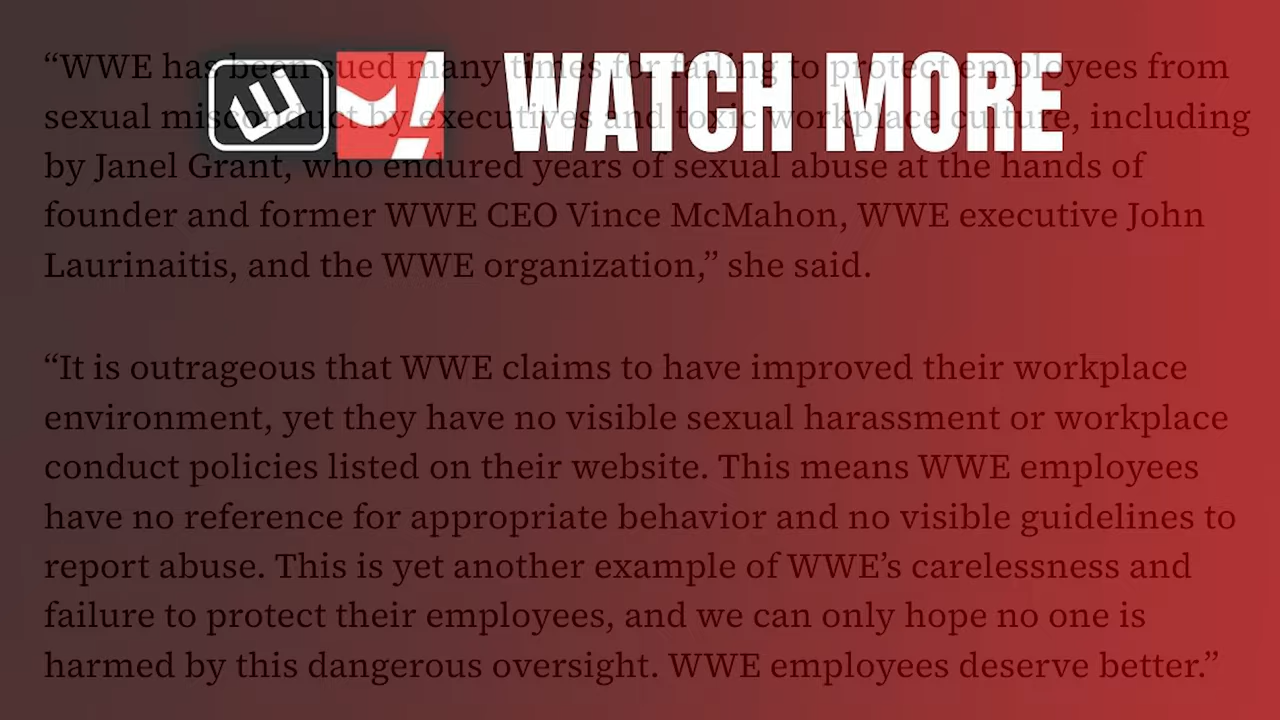 WATCH MORE
“WWE has been sued many times for failing to protect employees from
sexual misconduct by executives and toxic workplace culture, including
by Janel Grant, who endured years of sexual abuse at the hands of
founder and former WWE CEO Vince McMahon, WWE executive John
Laurinaitis, and the WWE organization,” she said.
“It is outrageous that WWE claims to have improved their workplace
environment, yet they have no visible sexual harassment or workplace
conduct policies listed on their website. This means WWE employees
have no reference for appropriate behavior and no visible guidelines to
report abuse. This is yet another example of WWE’s carelessness and
failure to protect their employees, and we can only hope no one is
harmed by this dangerous oversight. WWE employees deserve better.”